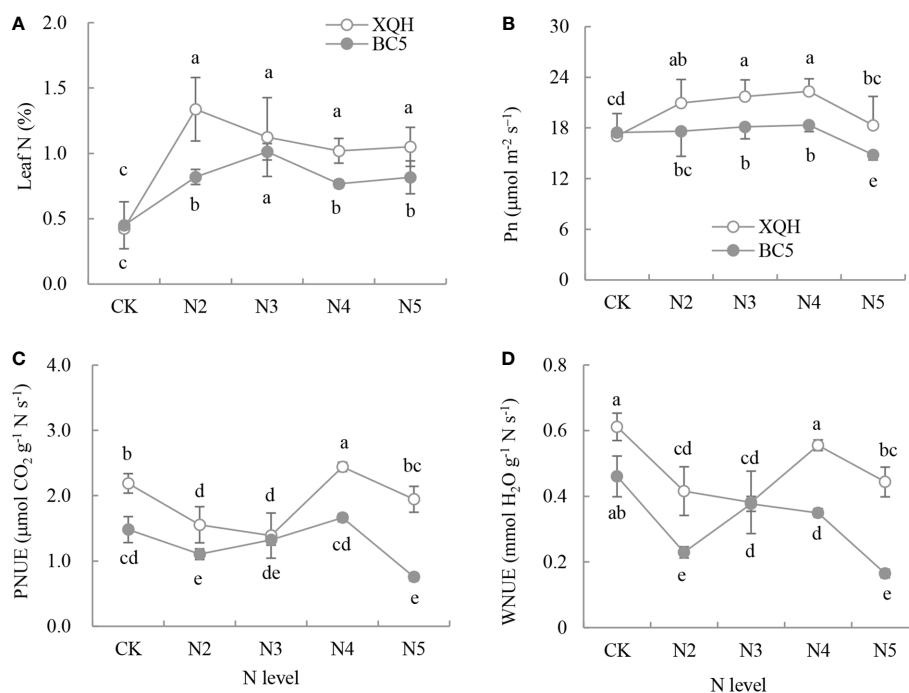 A
Leaf N (%)
2.0
1.5
1.0
0.5
0.0
XQH
BC5
a
a
a
a
c
b
a
b
b
c
CK
N2
N3
N4
N5
B
Pn (μmol m⁻² s⁻¹)
30
24
18
12
6
0
ab
a
a
bc
cd
bc
b
b
e
XQH
BC5
CK
N2
N3
N4
N5
C
PNUE (μmol CO₂ g⁻¹ N s⁻¹)
4.0
3.0
2.0
1.0
0.0
b
d
d
a
bc
cd
e
de
cd
e
CK
N2
N3
N4
N5
N level
D
WNUE (mmol H₂O g⁻¹ N s⁻¹)
0.8
0.6
0.4
0.2
0
a
cd
cd
a
bc
ab
e
d
d
e
CK
N2
N3
N4
N5
N level